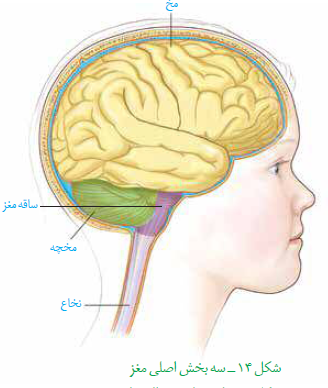 مخ
ساقه مغز
مخچه
نخاع
شکل ۱۴ ــ سه بخش اصلی مغز